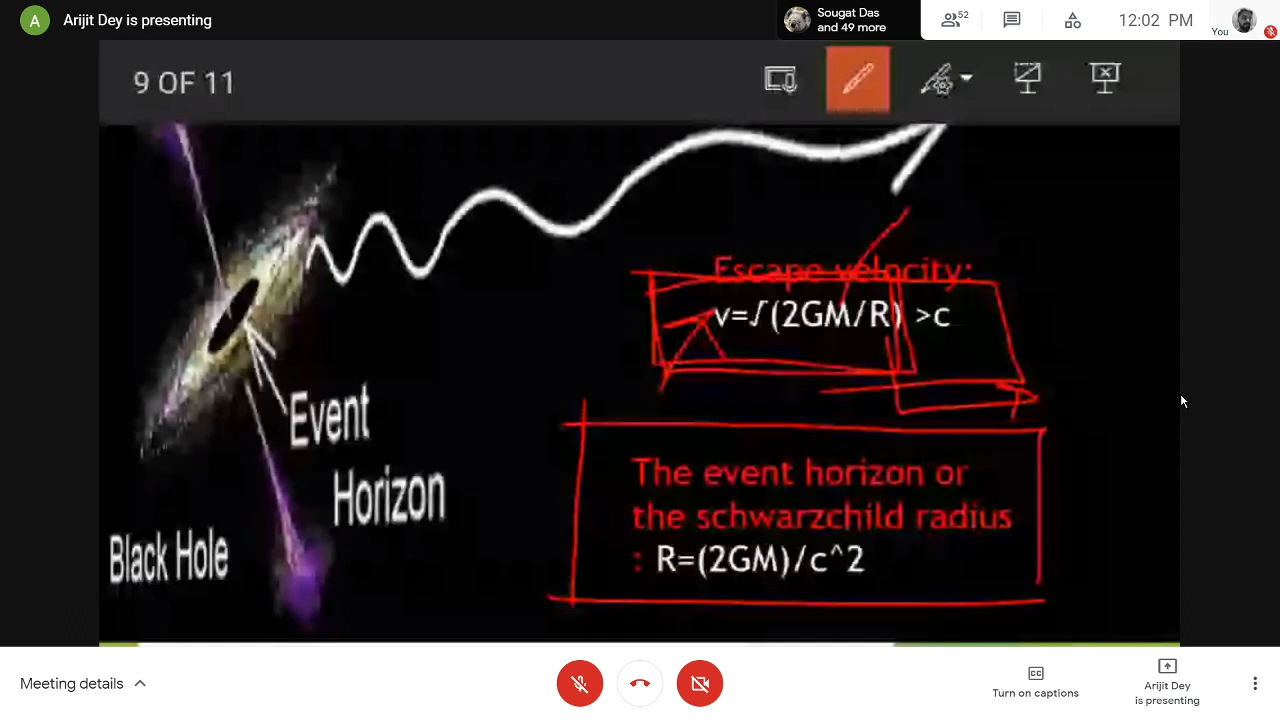 A
Arijit Dey is presenting
Sougat Das
and 49 more
52
12:02 PM
You
9 OF 11
Escape velocity:
v=√(2GM/R) >c
Event
Horizon
Black Hole
The event horizon or
the schwarzchild radius
: R=(2GM)/c^2
Meeting details
CC
Turn on captions
Arijit Dey
is presenting